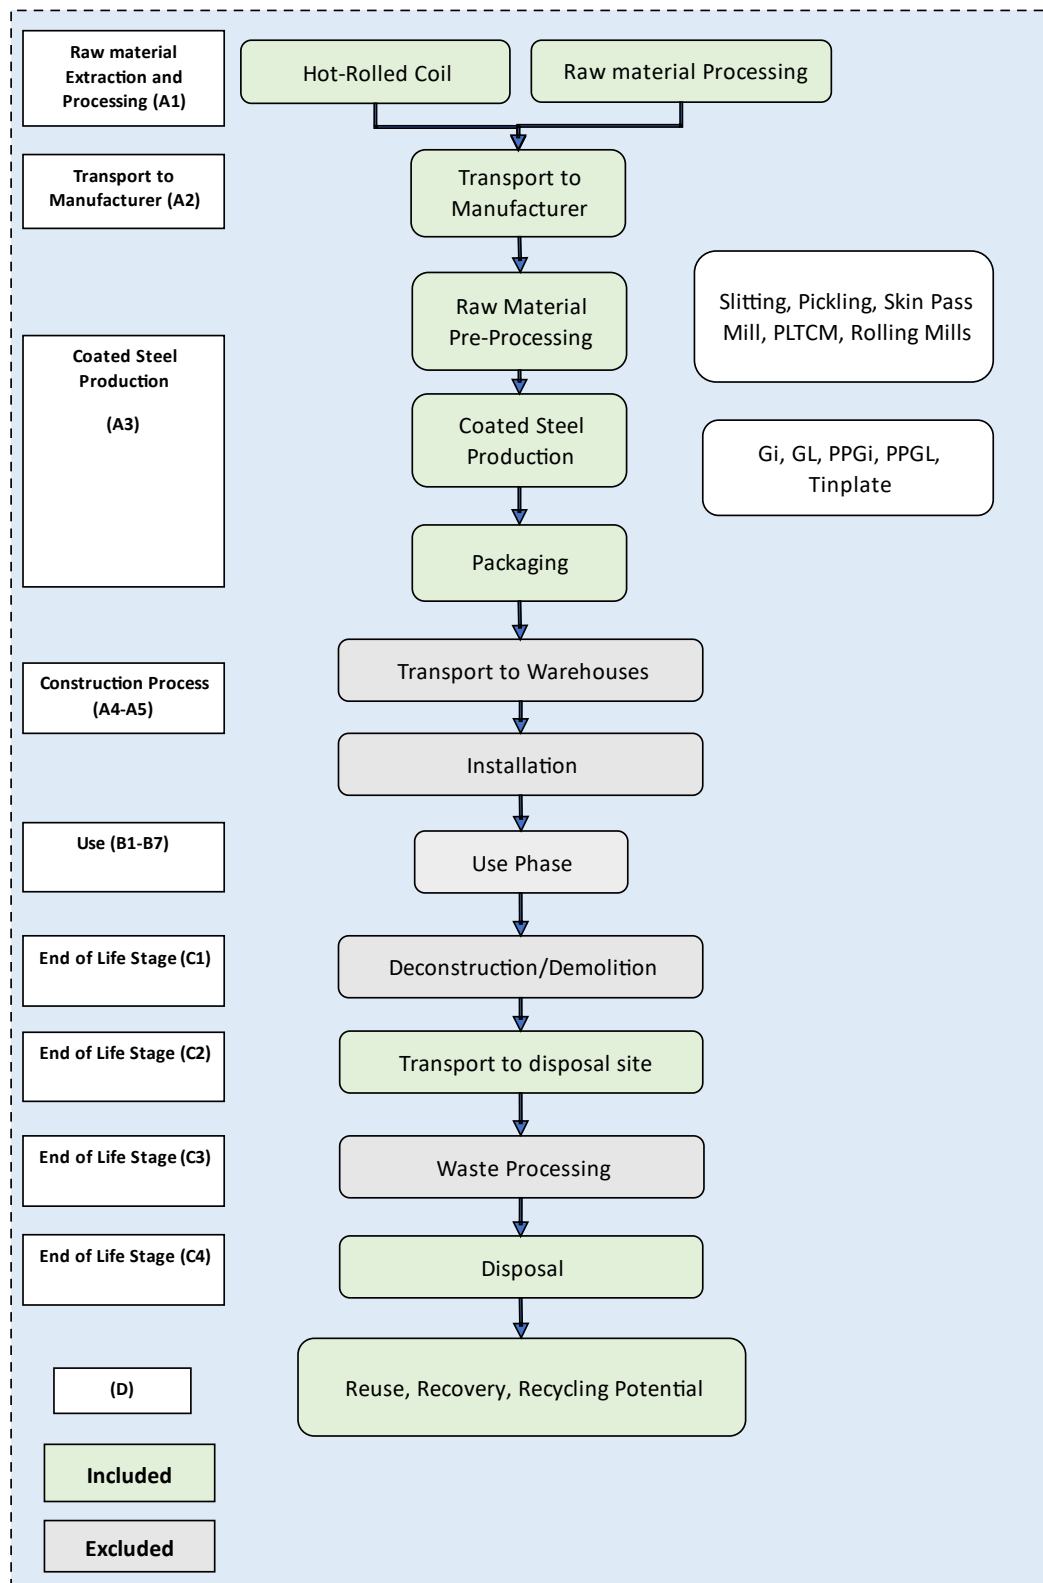 Raw material
Extraction and
Processing (A1)
Hot-Rolled Coil
Raw material Processing
Transport to
Manufacturer (A2)
Transport to
Manufacturer
Raw Material
Pre-Processing
Slitting, Pickling, Skin Pass
Mill, PLTCM, Rolling Mills
Coated Steel
Production
(A3)
Coated Steel
Production
Gi, GL, PPGi, PPGL,
Tinplate
Packaging
Construction Process
(A4-A5)
Transport to Warehouses
Installation
Use (B1-B7)
Use Phase
End of Life Stage (C1)
Deconstruction/Demolition
End of Life Stage (C2)
Transport to disposal site
End of Life Stage (C3)
Waste Processing
End of Life Stage (C4)
Disposal
(D)
Reuse, Recovery, Recycling Potential
Included
Excluded